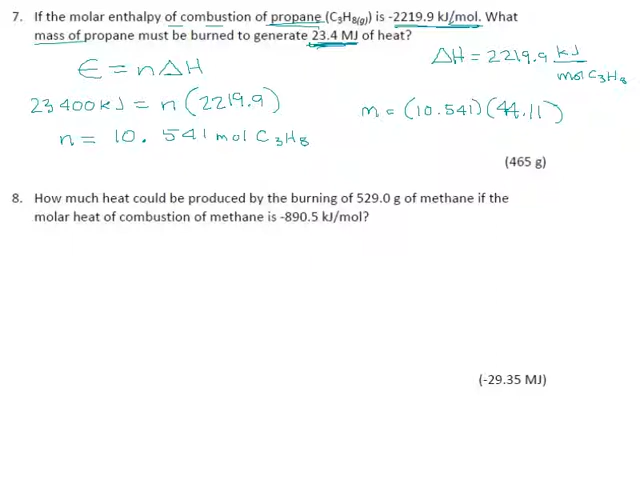 7. If the molar enthalpy of combustion of propane (C₃H₈₍g₎) is -2219.9 kJ/mol. What
mass of propane must be burned to generate 23.4 MJ of heat?
E = nΔH
ΔH = 2219.9 kJ/mol C₃H₈
23 400 kJ = n (2219.9)
m = (10.541)(44.11)
n = 10.541 mol C₃H₈
(465 g)
8. How much heat could be produced by the burning of 529.0 g of methane if the
molar heat of combustion of methane is -890.5 kJ/mol?
(-29.35 MJ)